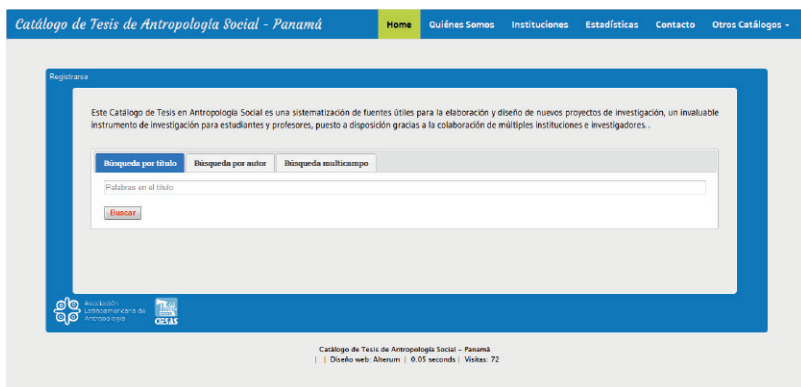 Catálogo de Tesis de Antropología Social - Panamá
Home Quiénes Somos Instituciones Estadísticas Contacto Otros Catálogos
Registrarse
Este Catálogo de Tesis en Antropología Social es una sistematización de fuentes útiles para la elaboración y diseño de nuevos proyectos de investigación, un invaluable
instrumento de investigación para estudiantes y profesores, puesto a disposición gracias a la colaboración de múltiples instituciones e investigadores. .
Búsqueda por título Búsqueda por autor Búsqueda multicampo
Palabras en el título
Buscar
Asociación
Latinoamericana de
Antropología
CIESAS
Catálogo de Tesis de Antropología Social - Panamá
| | Diseño web: Alterum | 0.05 seconds | Visitas: 72